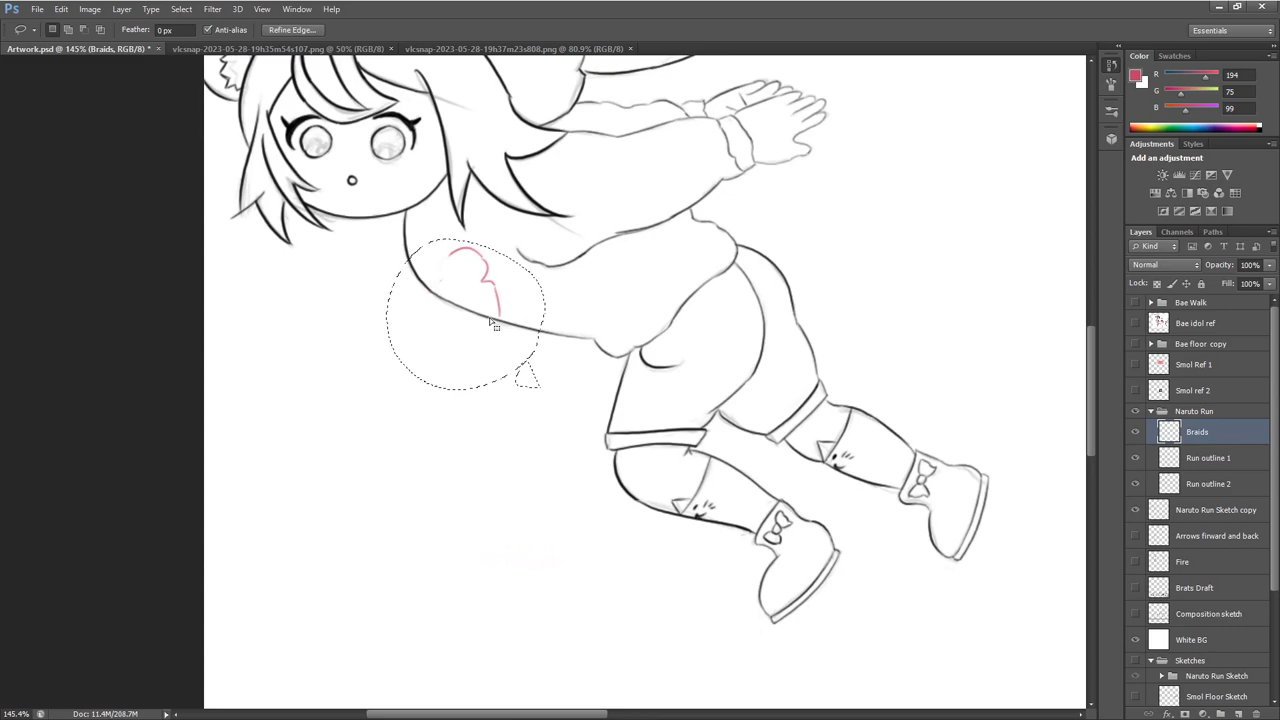 Ps File Edit Image Layer Type Select Filter 3D View Window Help
Feather: 0 px Anti-alias Refine Edge... Essentials
Artwork.psd @ 145% (Braids, RGB/8) * × vlcsnap-2023-05-28-19h35m54s107.png @ 50% (RGB/8) × vlcsnap-2023-05-28-19h37m23s808.png @ 80.9% (RGB/8) ×
Color Swatches
R 194
G 75
B 99
Adjustments Styles
Add an adjustment
Layers Channels Paths
Kind
Normal Opacity: 100%
Lock: Fill: 100%
Bae Walk
Bae idol ref
Bae floor copy
Smol Ref 1
Smol ref 2
Naruto Run
Braids
Run outline 1
Run outline 2
Naruto Run Sketch copy
Arrows firward and back
Fire
Brats Draft
Composition sketch
White BG
Sketches
Naruto Run Sketch
Smol Floor Sketch
145.4% Doc: 11.4M/208.7M